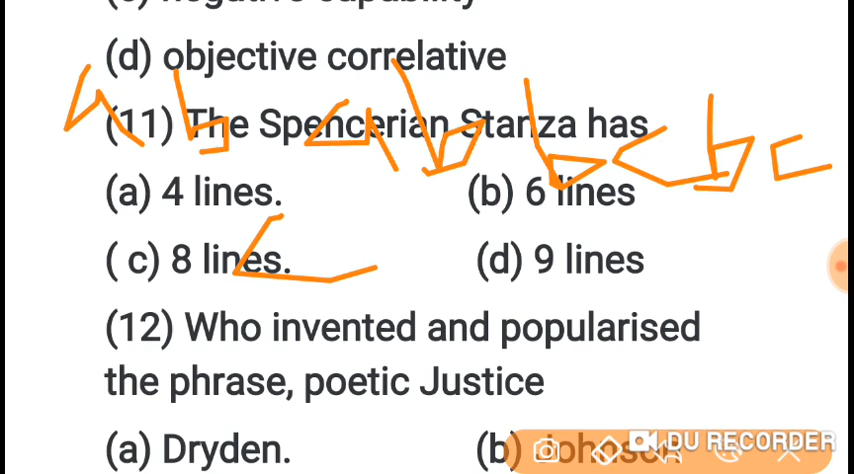 (d) objective correlative
(11) The Spencerian Stanza has
a b a b b c b c
(a) 4 lines. (b) 6 lines
( c) 8 lines. (d) 9 lines
c
(12) Who invented and popularised
the phrase, poetic Justice
(a) Dryden. (b) Johoson
DU RECORDER